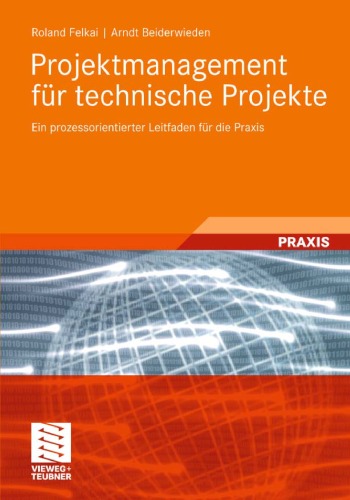 Roland Felkai | Arndt Beiderwieden
Projektmanagement
für technische Projekte
Ein prozessorientierter Leitfaden für die Praxis
PRAXIS
VIEWEG+
TEUBNER